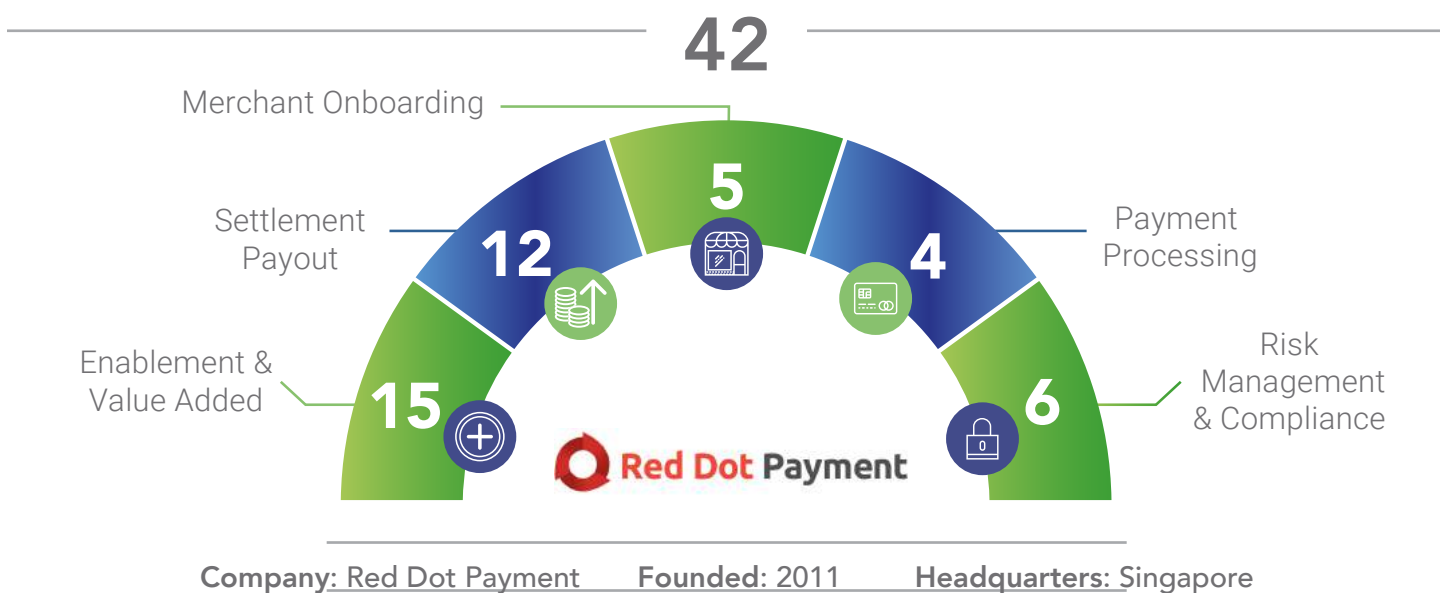 42
Merchant Onboarding
5
Settlement
Payout
12
4
Payment
Processing
Enablement &
Value Added
15
6
Risk
Management
& Compliance
0
Red Dot Payment
Company: Red Dot Payment Founded: 2011 Headquarters: Singapore